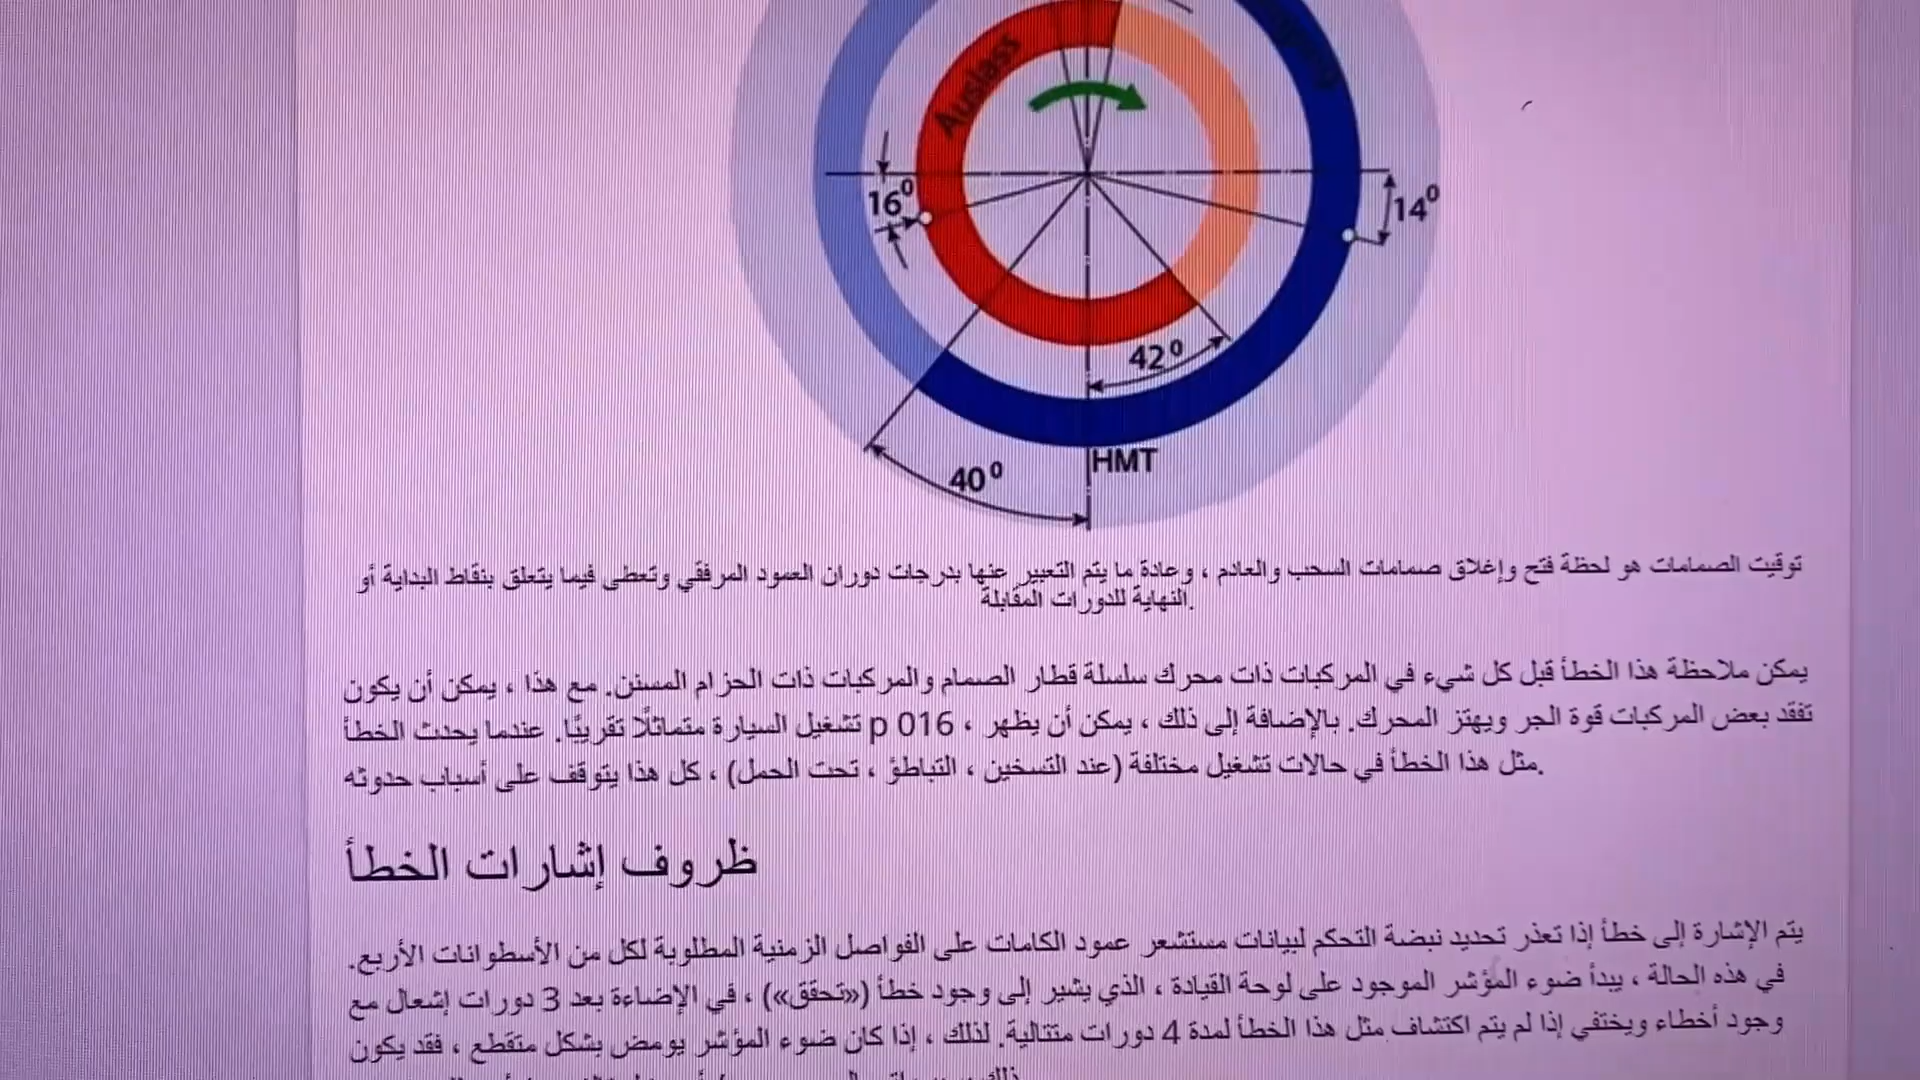 Auslass
16⁰
14⁰
42⁰
40⁰
HMT
توقيت الصمامات هو لحظة فتح وإغلاق صمامات السحب والعادم ، وعادة ما يتم التعبير عنها بدرجات دوران العمود المرفقي وتعطى فيما يتعلق بنقاط البداية أو
النهاية للدورات المقابلة.
يمكن ملاحظة هذا الخطأ قبل كل شيء في المركبات ذات محرك سلسلة قطار الصمام والمركبات ذات الحزام المسنن. مع هذا ، يمكن أن يكون
تفقد بعض المركبات قوة الجر ويهتز المحرك. بالإضافة إلى ذلك ، يمكن أن يظهر ، p 016 تشغيل السيارة متماثلًا تقريبًا. عندما يحدث الخطأ
مثل هذا الخطأ في حالات تشغيل مختلفة (عند التسخين ، التباطؤ ، تحت الحمل) ، كل هذا يتوقف على أسباب حدوثه.
ظروف إشارات الخطأ
يتم الإشارة إلى خطأ إذا تعذر تحديد نبضة التحكم لبيانات مستشعر عمود الكامات على الفواصل الزمنية المطلوبة لكل من الأسطوانات الأربع.
في هذه الحالة ، يبدأ ضوء المؤشر الموجود على لوحة القيادة ، الذي يشير إلى وجود خطأ («تحقق») ، في الإضاءة بعد 3 دورات إشعال مع
وجود أخطاء ويختفي إذا لم يتم اكتشاف مثل هذا الخطأ لمدة 4 دورات متتالية. لذلك ، إذا كان ضوء المؤشر يومض بشكل متقطع ، فقد يكون